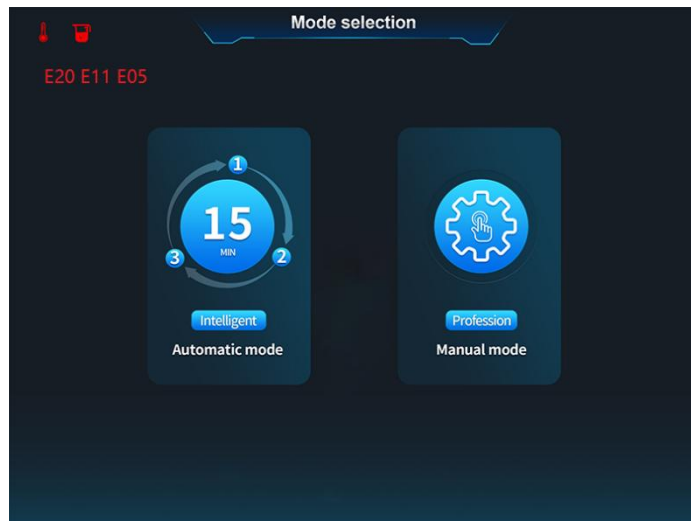 Mode selection
E20 E11 E05
1
15
MIN
3
2
Intelligent
Profession
Automatic mode
Manual mode